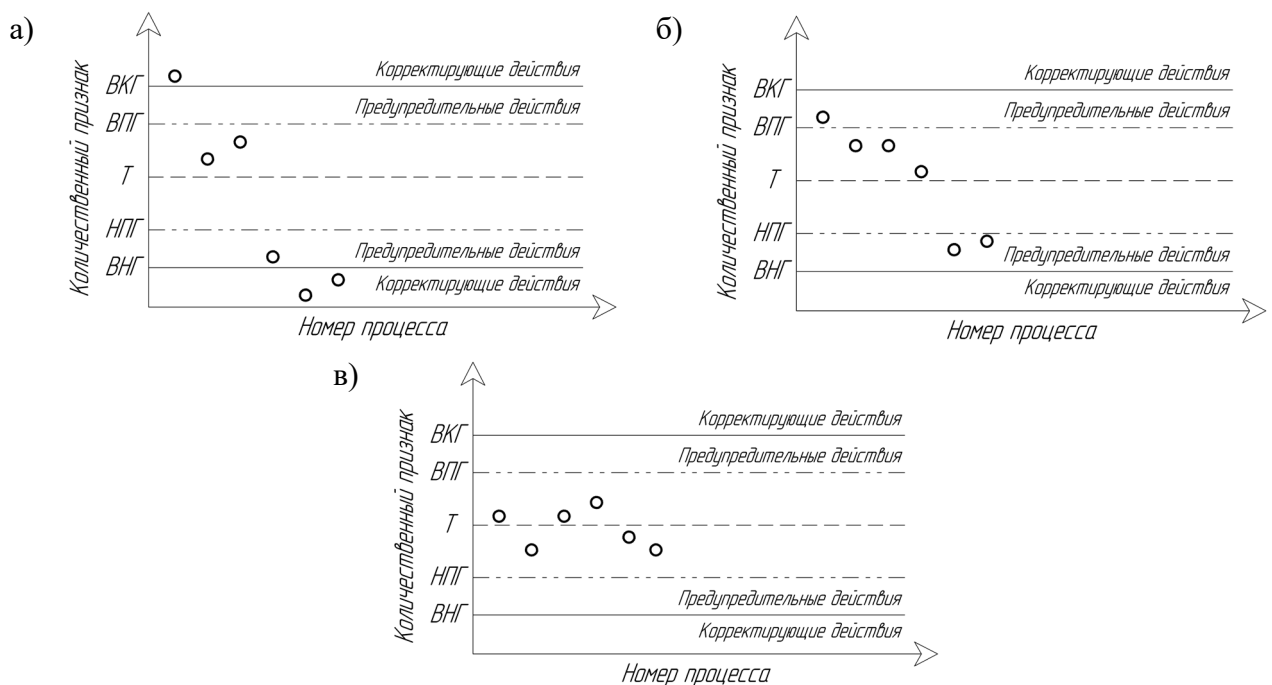 а)
Количественный признак
ВКГ
ВПГ
Т
НПГ
ВНГ
Корректирующие действия
Предупредительные действия
Предупредительные действия
Корректирующие действия
Номер процесса
б)
Количественный признак
ВКГ
ВПГ
Т
НПГ
ВНГ
Корректирующие действия
Предупредительные действия
Предупредительные действия
Корректирующие действия
Номер процесса
в)
Количественный признак
ВКГ
ВПГ
Т
НПГ
ВНГ
Корректирующие действия
Предупредительные действия
Предупредительные действия
Корректирующие действия
Номер процесса